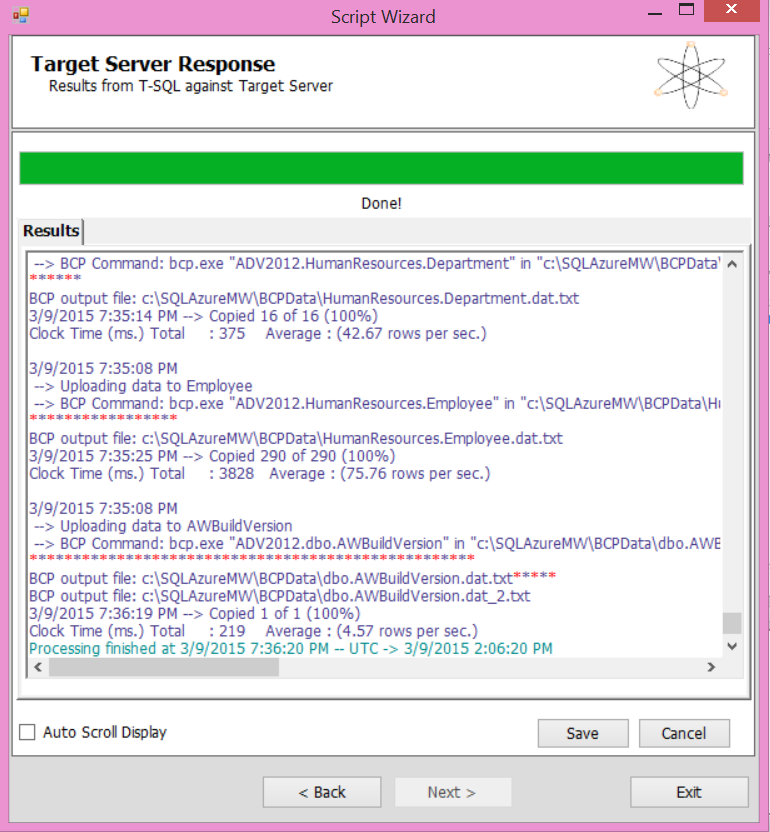 Script Wizard
Target Server Response
Results from T-SQL against Target Server
Done!
Results
--> BCP Command: bcp.exe "ADV2012.HumanResources.Department" in "c:\SQLAzureMW\BCPData\
******
BCP output file: c:\SQLAzureMW\BCPData\HumanResources.Department.dat.txt
3/9/2015 7:35:14 PM --> Copied 16 of 16 (100%)
Clock Time (ms.) Total : 375 Average : (42.67 rows per sec.)
3/9/2015 7:35:08 PM
--> Uploading data to Employee
--> BCP Command: bcp.exe "ADV2012.HumanResources.Employee" in "c:\SQLAzureMW\BCPData\Hu
*****************
BCP output file: c:\SQLAzureMW\BCPData\HumanResources.Employee.dat.txt
3/9/2015 7:35:25 PM --> Copied 290 of 290 (100%)
Clock Time (ms.) Total : 3828 Average : (75.76 rows per sec.)
3/9/2015 7:35:08 PM
--> Uploading data to AWBuildVersion
--> BCP Command: bcp.exe "ADV2012.dbo.AWBuildVersion" in "c:\SQLAzureMW\BCPData\dbo.AWB
***************************************************
BCP output file: c:\SQLAzureMW\BCPData\dbo.AWBuildVersion.dat.txt*****
BCP output file: c:\SQLAzureMW\BCPData\dbo.AWBuildVersion.dat_2.txt
3/9/2015 7:36:19 PM --> Copied 1 of 1 (100%)
Clock Time (ms.) Total : 219 Average : (4.57 rows per sec.)
Processing finished at 3/9/2015 7:36:20 PM -- UTC -> 3/9/2015 2:06:20 PM
Auto Scroll Display
Save
Cancel
< Back
Next >
Exit